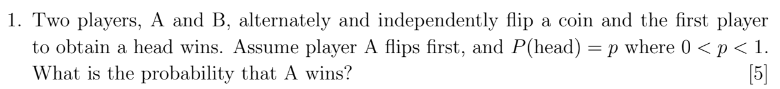 1. Two players, A and B, alternately and independently flip a coin and the first player
to obtain a head wins. Assume player A flips first, and P(head) = p where 0 < p < 1.
What is the probability that A wins? [5]